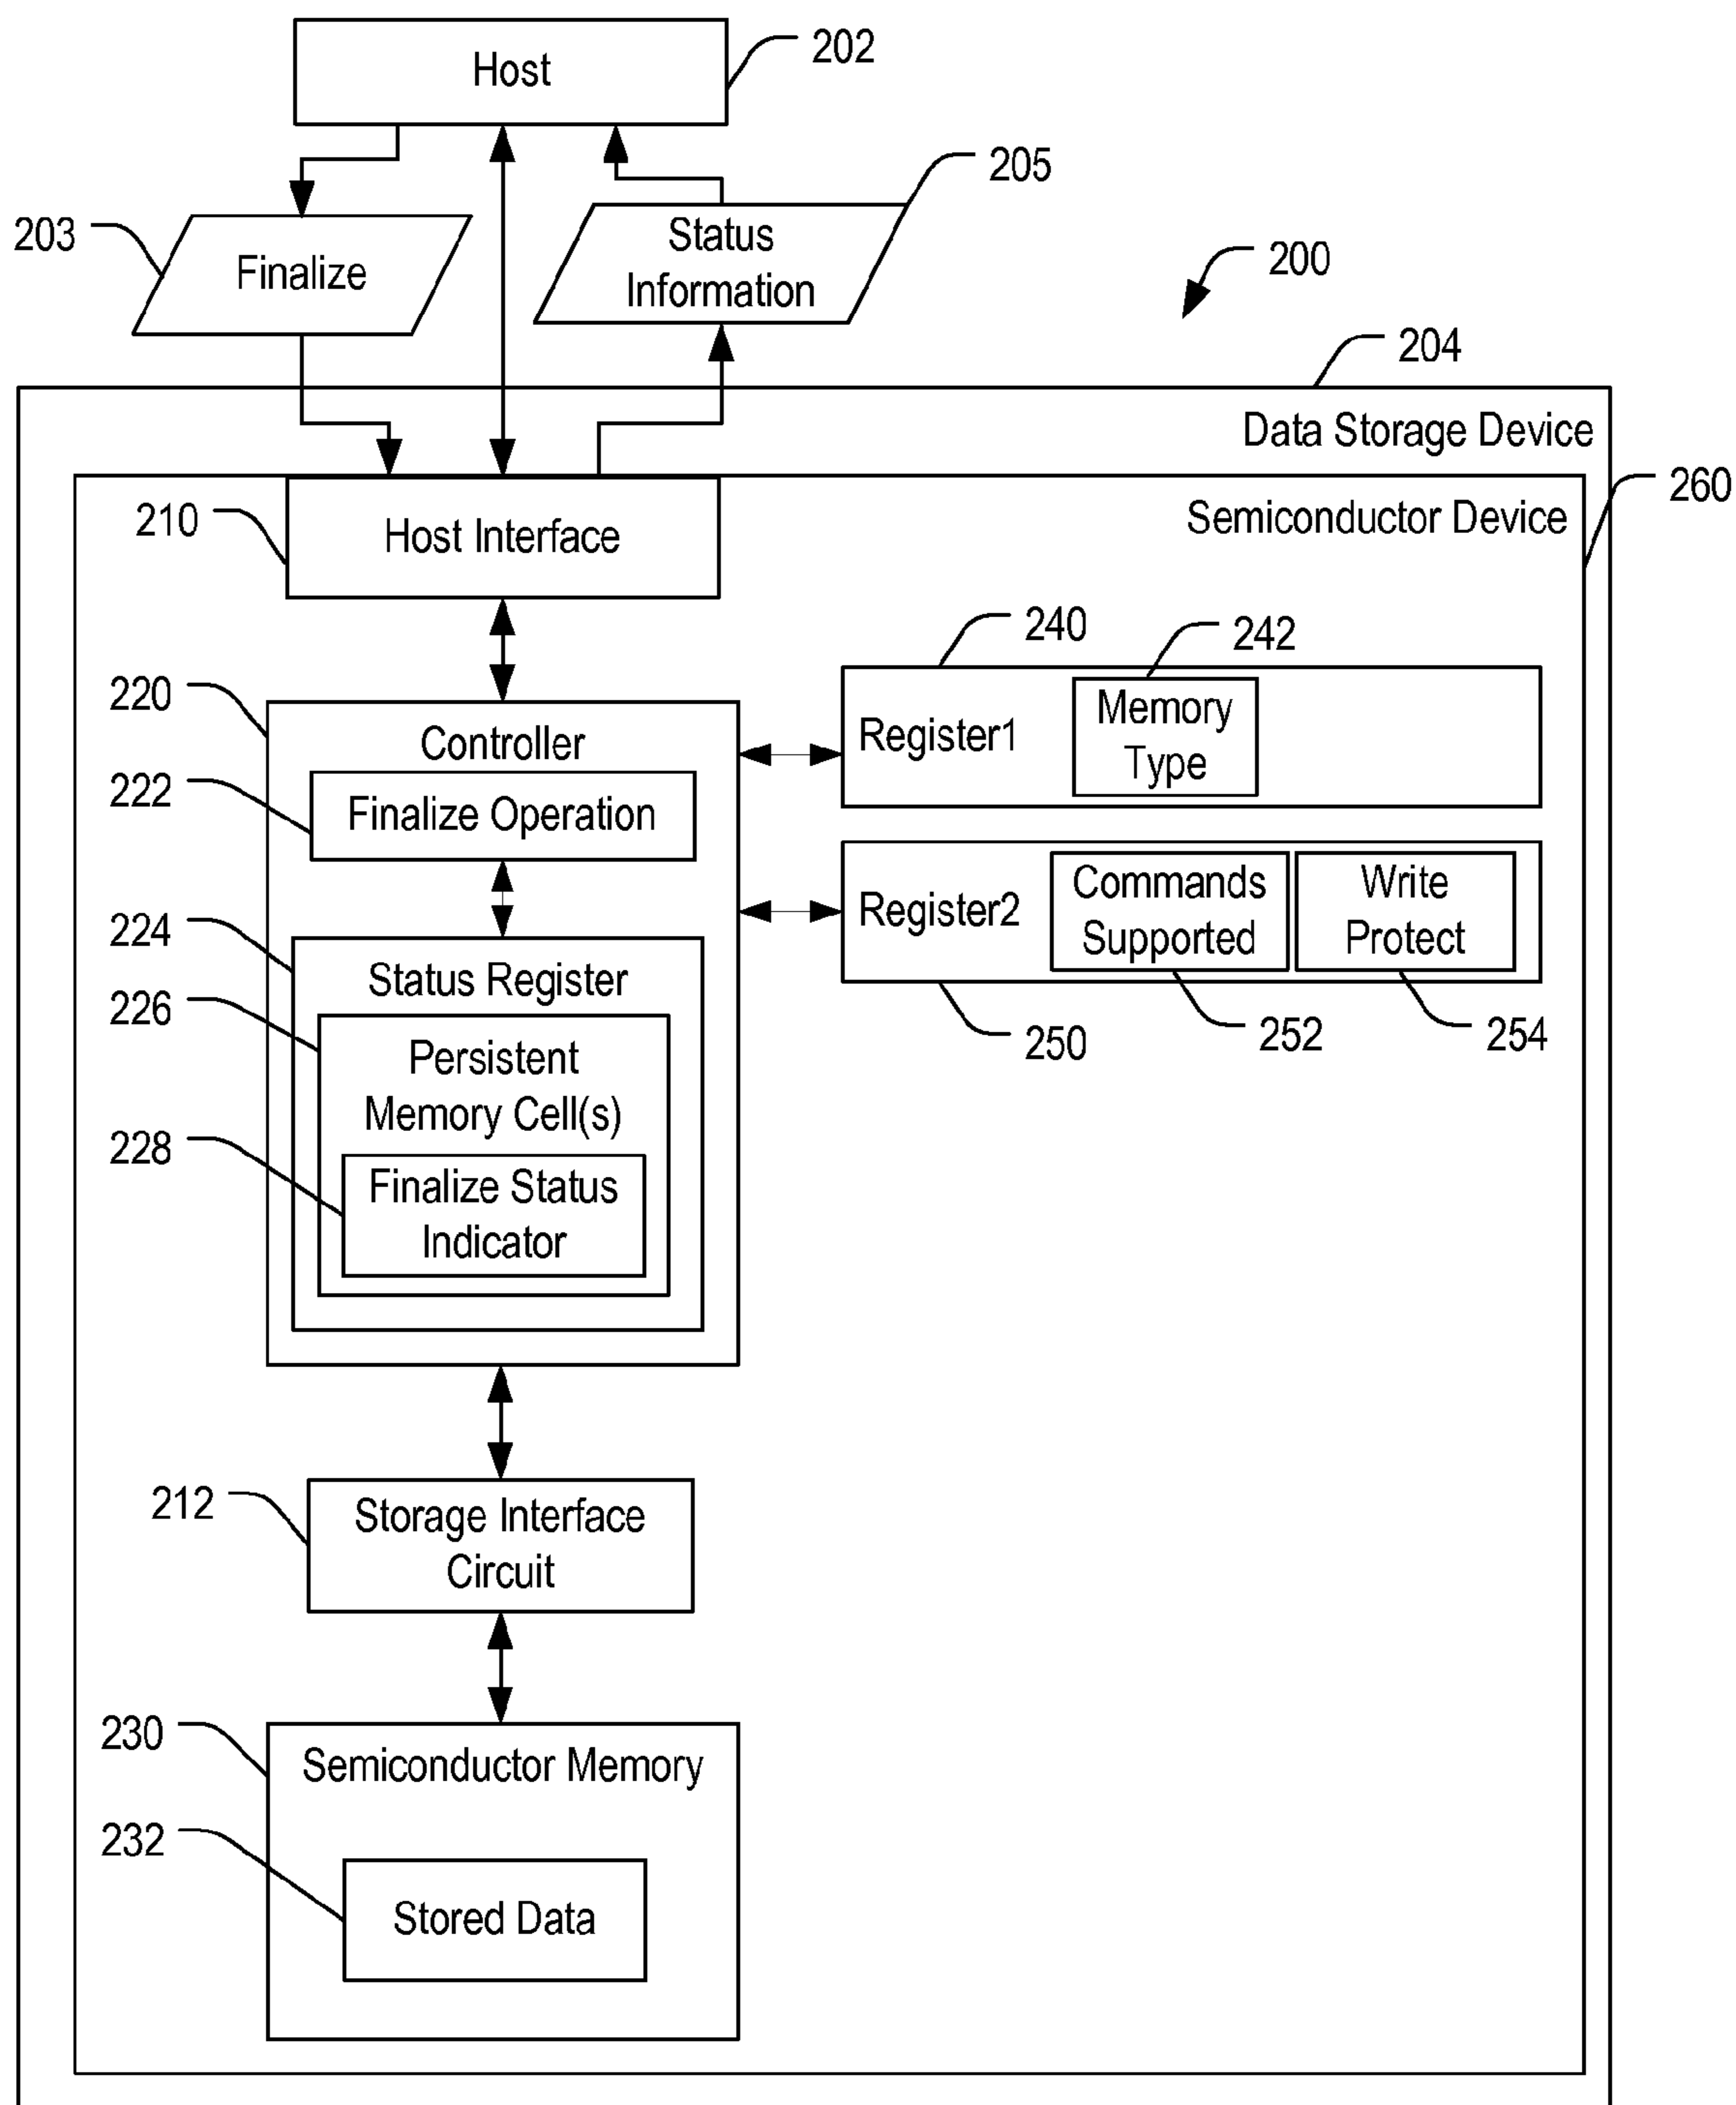 Host
202
203
Finalize
Status
Information
205
200
204
Data Storage Device
260
Semiconductor Device
210
Host Interface
240
242
220
Controller
Register1
Memory
Type
222
Finalize Operation
Register2
Commands
Supported
Write
Protect
224
Status Register
250
252
254
226
Persistent
Memory Cell(s)
228
Finalize Status
Indicator
212
Storage Interface
Circuit
230
Semiconductor Memory
232
Stored Data